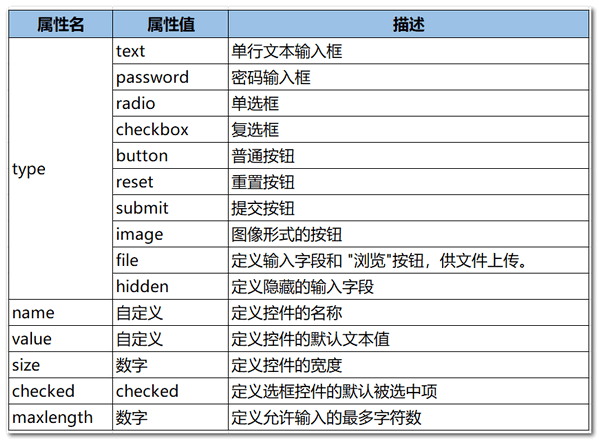 属性名 属性值 描述
type text 单行文本输入框
password 密码输入框
radio 单选框
checkbox 复选框
button 普通按钮
reset 重置按钮
submit 提交按钮
image 图像形式的按钮
file 定义输入字段和 "浏览"按钮，供文件上传。
hidden 定义隐藏的输入字段
name 自定义 定义控件的名称
value 自定义 定义控件的默认文本值
size 数字 定义控件的宽度
checked checked 定义选框控件的默认被选中项
maxlength 数字 定义允许输入的最多字符数